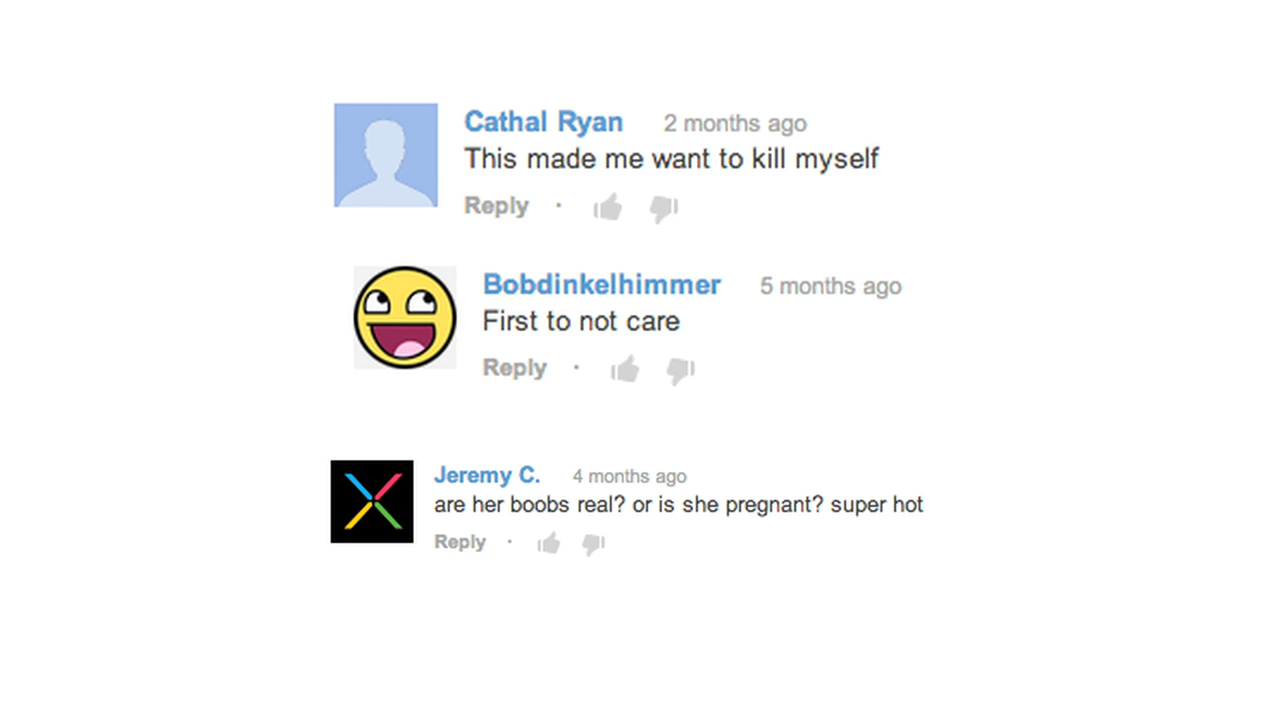 Cathal Ryan 2 months ago
This made me want to kill myself
Reply ·
Bobdinkelhimmer 5 months ago
First to not care
Reply ·
Jeremy C. 4 months ago
are her boobs real? or is she pregnant? super hot
Reply ·